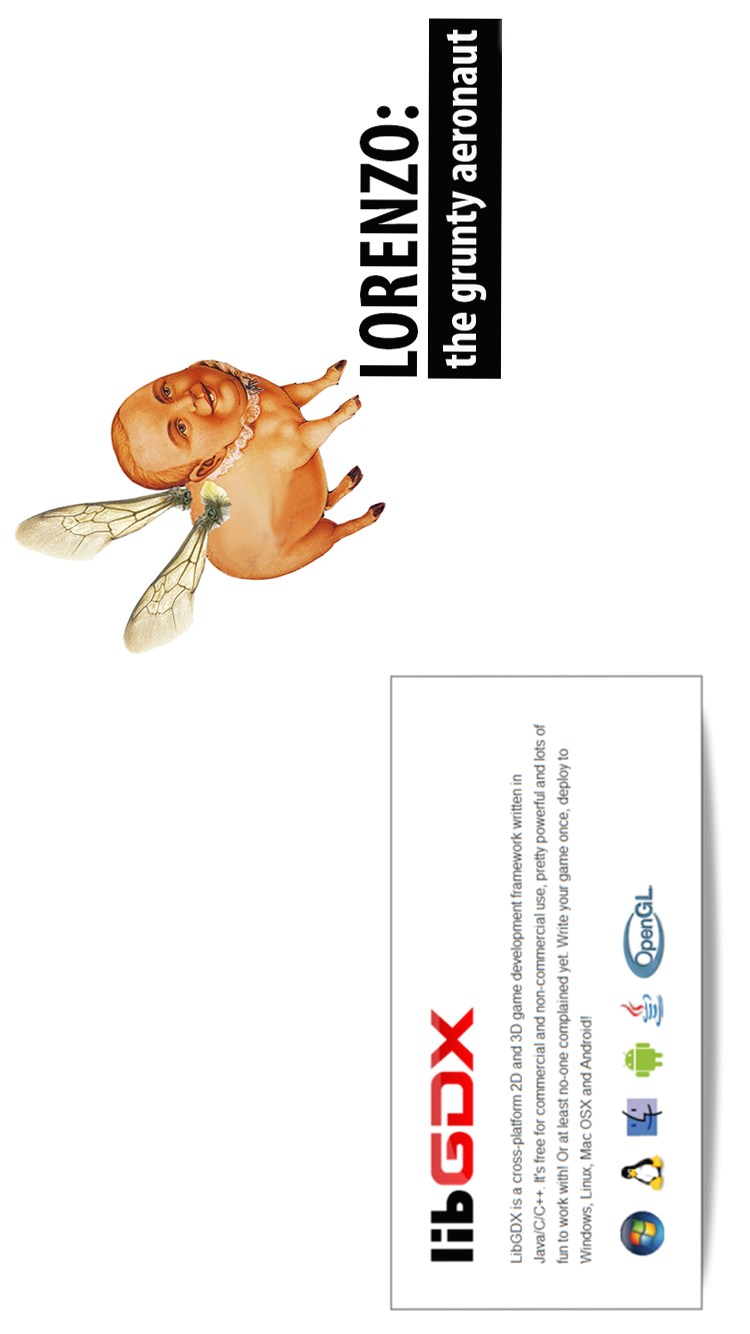 LORENZO:
the grunty aeronaut
libGDX
LibGDX is a cross-platform 2D and 3D game development framework written in
Java/C/C++. It's free for commercial and non-commercial use, pretty powerful and lots of
fun to work with! Or at least no-one complained yet. Write your game once, deploy to
Windows, Linux, Mac OSX and Android!
OpenGL